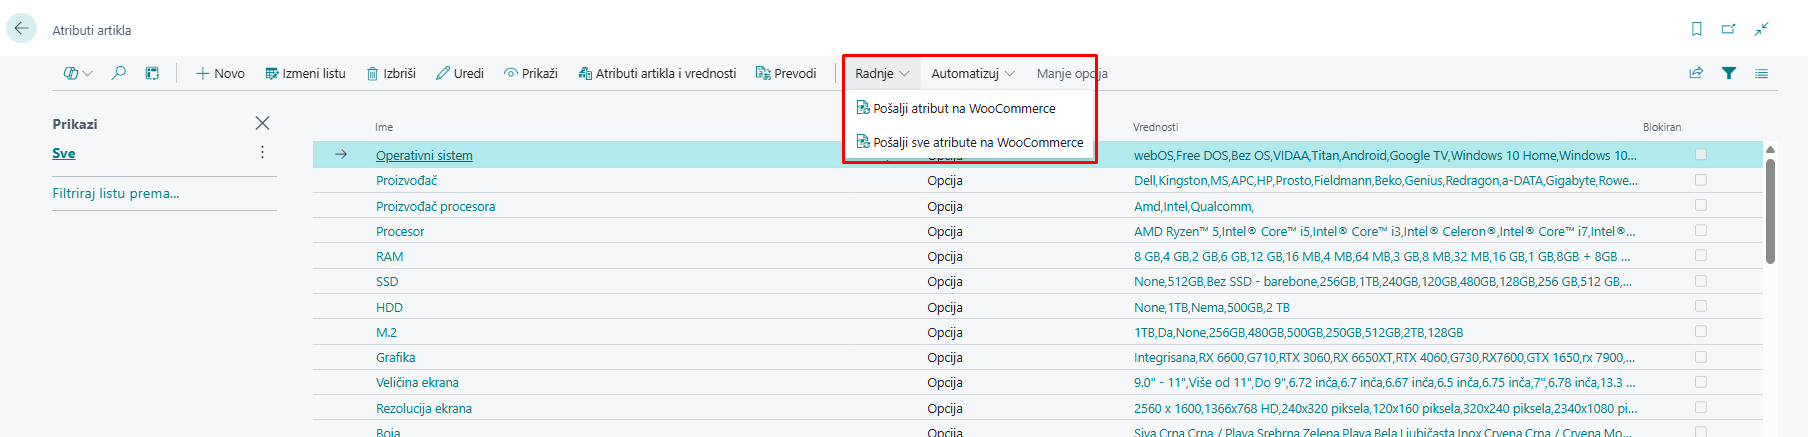 Atributi artikla
Novo Izmeni listu Izbriši Uredi Prikaži Atributi artikla i vrednosti Prevodi Radnje Automatizuj Manje opcija
Pošalji atribut na WooCommerce
Pošalji sve atribute na WooCommerce
Prikazi
Sve
Filtriraj listu prema...
Ime Vrednosti Blokiran
Operativni sistem Opcija webOS,Free DOS,Bez OS,VIDAA,Titan,Android,Google TV,Windows 10 Home,Windows 10...
Proizvođač Opcija Dell,Kingston,MS,APC,HP,Prosto,Fieldmann,Beko,Genius,Redragon,a-DATA,Gigabyte,Rowe...
Proizvođač procesora Opcija Amd,Intel,Qualcomm,
Procesor Opcija AMD Ryzen™ 5,Intel® Core™ i5,Intel® Core™ i3,Intel® Celeron®,Intel® Core™ i7,Intel®...
RAM Opcija 8 GB,4 GB,2 GB,6 GB,12 GB,16 MB,4 MB,64 MB,3 GB,8 MB,32 MB,16 GB,1 GB,8GB + 8GB ...
SSD Opcija None,512GB,Bez SSD - barebone,256GB,1TB,240GB,120GB,480GB,128GB,256 GB,512 GB,...
HDD Opcija None,1TB,Nema,500GB,2 TB
M.2 Opcija 1TB,Da,None,256GB,480GB,500GB,250GB,512GB,2TB,128GB
Grafika Opcija Integrisana,RX 6600,G710,RTX 3060,RX 6650XT,RTX 4060,G730,RX7600,GTX 1650,rx 7900,...
Veličina ekrana Opcija 9.0" - 11",Više od 11",Do 9",6.72 inča,6.7 inča,6.67 inča,6.5 inča,6.75 inča,7",6.78 inča,13.3 ...
Rezolucija ekrana Opcija 2560 x 1600,1366x768 HD,240x320 piksela,120x160 piksela,320x240 piksela,2340x1080 pi...
Boja Opcija Siva,Crna,Crna / Plava,Srebrna,Zelena,Plava,Bela,Ljubičasta,Inox,Crvena,Crna / Crvena,Mo...